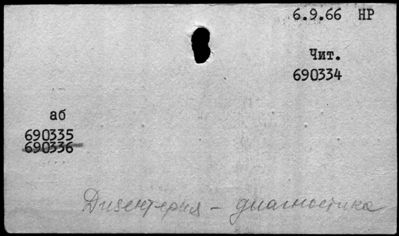 6.9.66 НР
Чит.
690334
аб
690335
690336
Дизентерия – диагностика